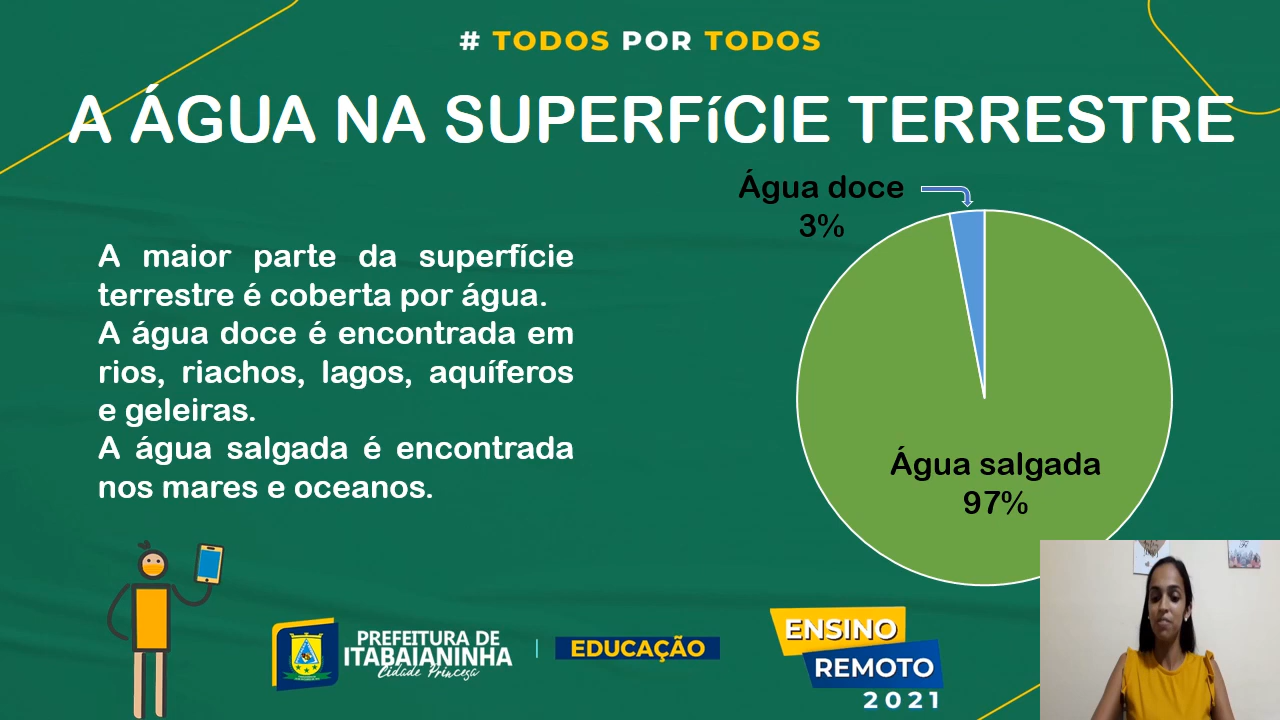 # TODOS POR TODOS
A ÁGUA NA SUPERFíCIE TERRESTRE
Água doce
3%
A maior parte da superfície
terrestre é coberta por água.
A água doce é encontrada em
rios, riachos, lagos, aquíferos
e geleiras.
A água salgada é encontrada
nos mares e oceanos.
Água salgada
97%
PREFEITURA DE
ITABAIANINHA
Cidade Princesa
EDUCAÇÃO
ENSINO
REMOTO
2021